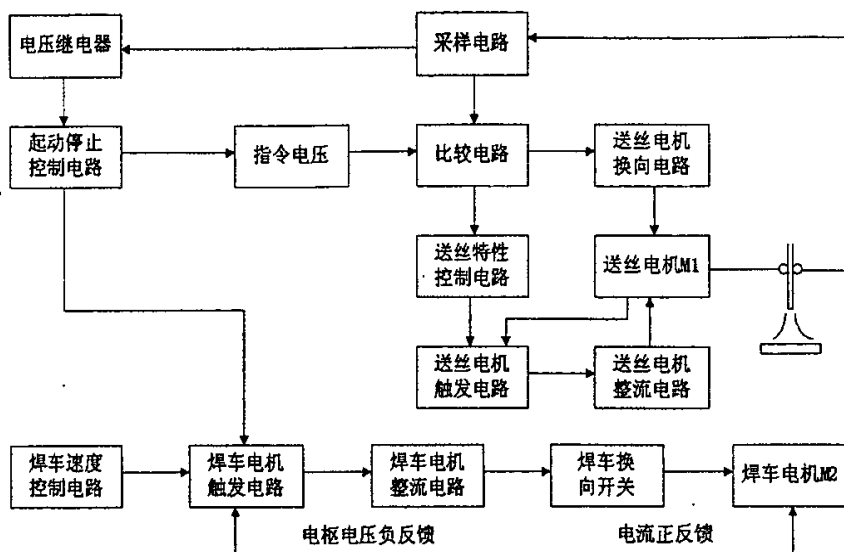 电压继电器
采样电路
起动停止
控制电路
指令电压
比较电路
送丝电机
换向电路
送丝特性
控制电路
送丝电机M1
送丝电机
触发电路
送丝电机
整流电路
焊车速度
控制电路
焊车电机
触发电路
焊车电机
整流电路
焊车换
向开关
焊车电机M2
电枢电压负反馈
电流正反馈